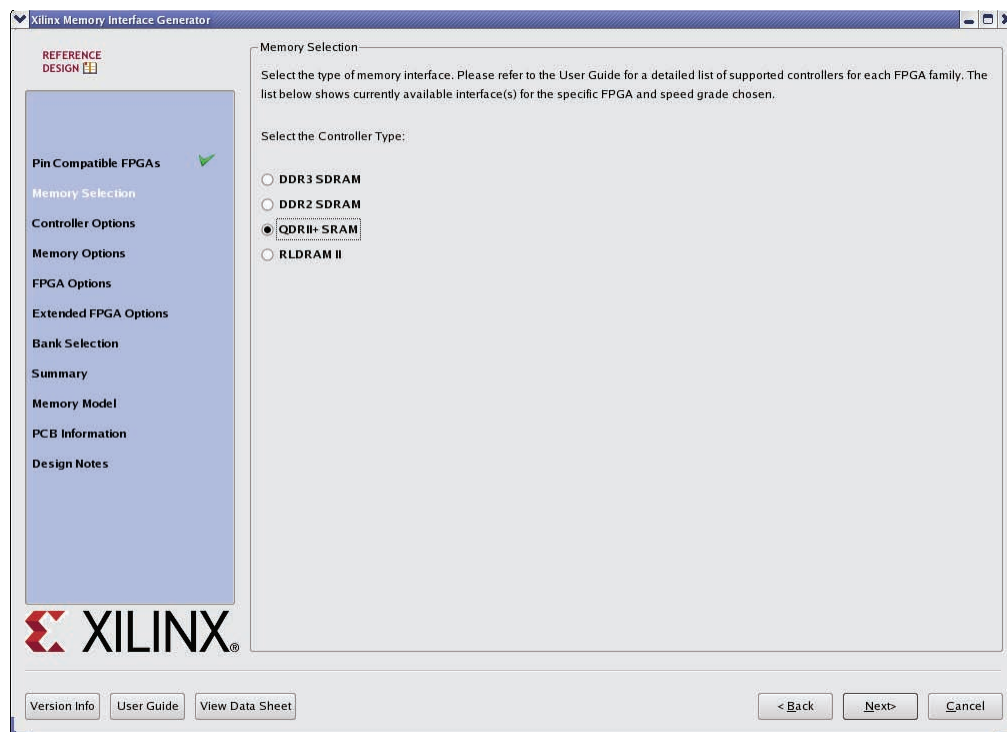 Xilinx Memory Interface Generator
REFERENCE
DESIGN
Pin Compatible FPGAs
Memory Selection
Controller Options
Memory Options
FPGA Options
Extended FPGA Options
Bank Selection
Summary
Memory Model
PCB Information
Design Notes
XILINX®
Memory Selection
Select the type of memory interface. Please refer to the User Guide for a detailed list of supported controllers for each FPGA family. The
list below shows currently available interface(s) for the specific FPGA and speed grade chosen.
Select the Controller Type:
DDR3 SDRAM
DDR2 SDRAM
QDRII+ SRAM
RLDRAM II
Version Info
User Guide
View Data Sheet
< Back
Next>
Cancel